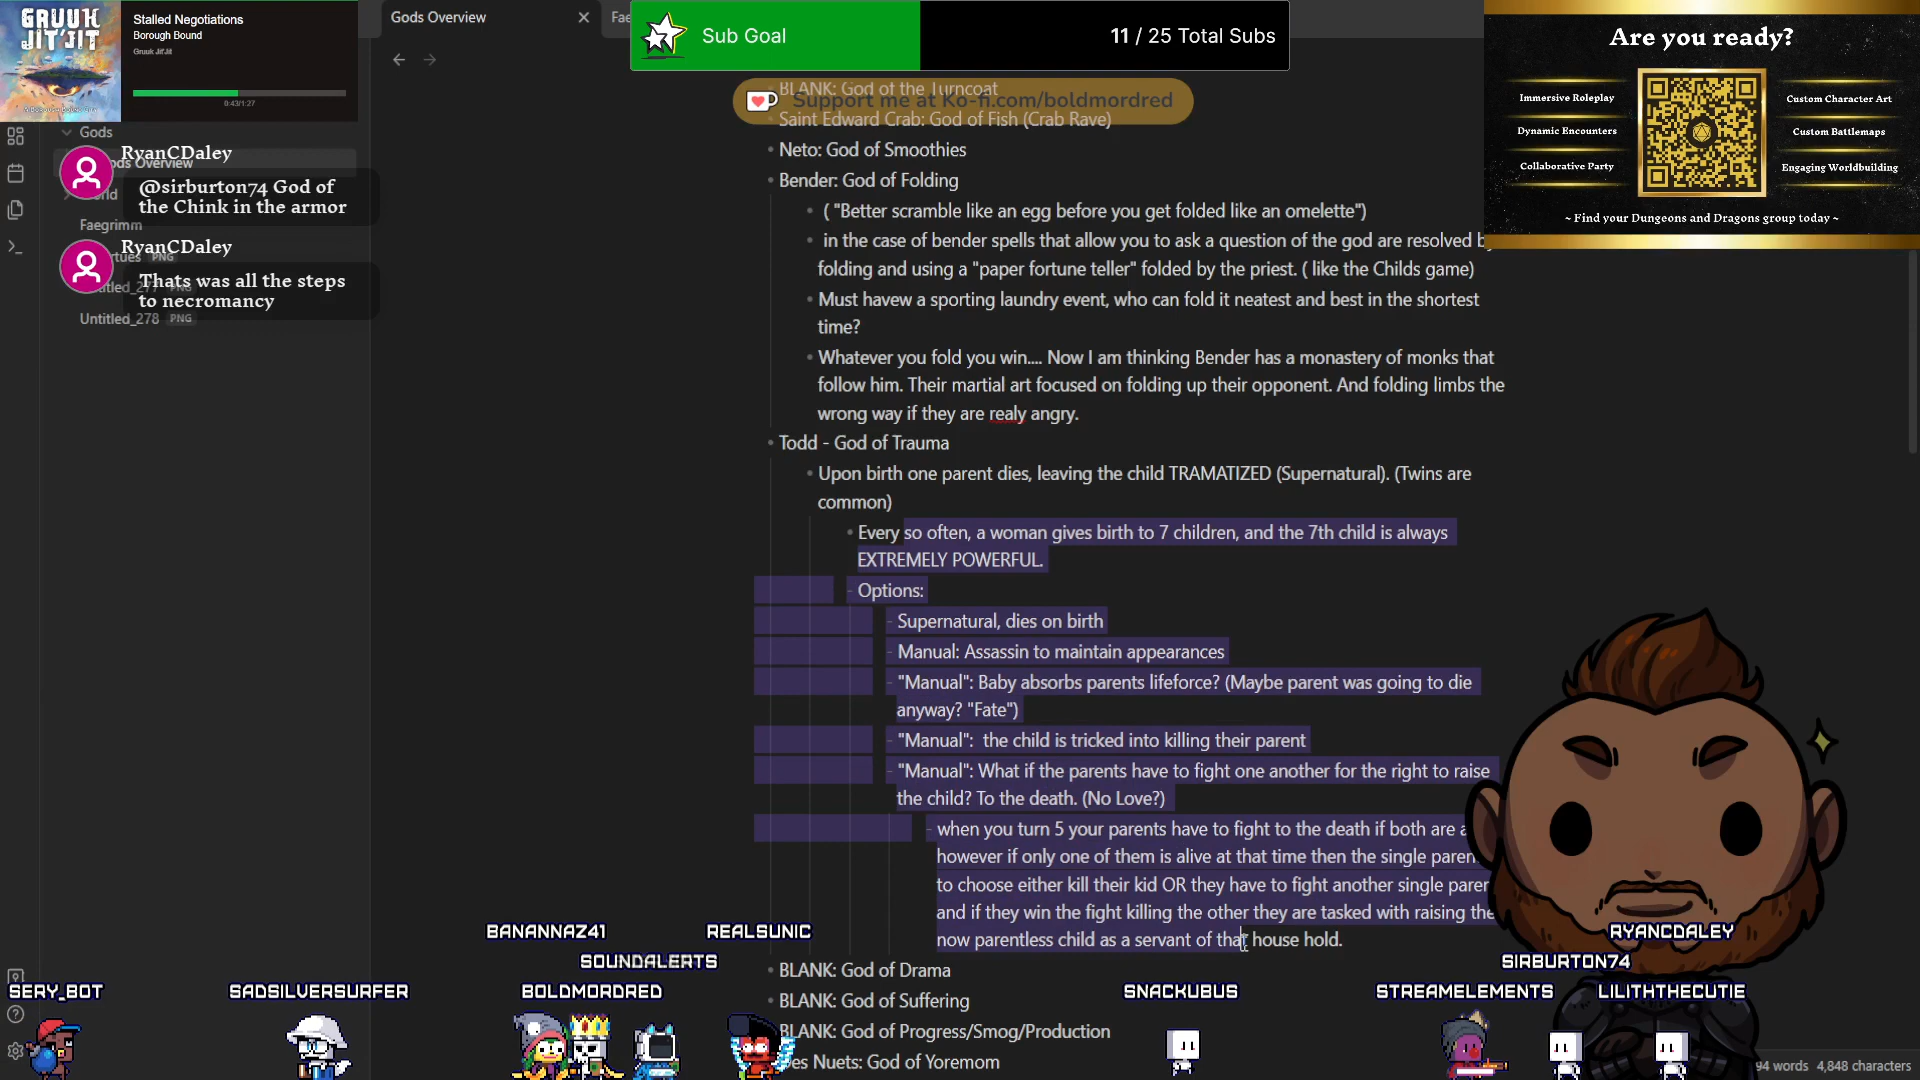 GRUUK
JIT'JIT
Stalled Negotiations
Borough Bound
Gruuk Jit'Jit
0:43/1:27
Gods Overview
Sub Goal
11 / 25 Total Subs
Support me at Ko-fi.com/boldmordred
Are you ready?
Immersive Roleplay
Dynamic Encounters
Collaborative Party
Custom Character Art
Custom Battlemaps
Engaging Worldbuilding
~ Find your Dungeons and Dragons group today ~
Gods
ods Overview
Faegrimm
PNG
Untitled_278 PNG
RyanCDaley
@sirburton74 God of
the Chink in the armor
RyanCDaley
Thats was all the steps
to necromancy
BLANK: God of the Turncoat
Saint Edward Crab: God of Fish (Crab Rave)
Neto: God of Smoothies
Bender: God of Folding
( "Better scramble like an egg before you get folded like an omelette")
in the case of bender spells that allow you to ask a question of the god are resolved
folding and using a "paper fortune teller" folded by the priest. ( like the Childs game)
Must havew a sporting laundry event, who can fold it neatest and best in the shortest
time?
Whatever you fold you win.... Now I am thinking Bender has a monastery of monks that
follow him. Their martial art focused on folding up their opponent. And folding limbs the
wrong way if they are realy angry.
Todd - God of Trauma
Upon birth one parent dies, leaving the child TRAMATIZED (Supernatural). (Twins are
common)
Every so often, a woman gives birth to 7 children, and the 7th child is always
EXTREMELY POWERFUL.
- Options:
- Supernatural, dies on birth
- Manual: Assassin to maintain appearances
- "Manual": Baby absorbs parents lifeforce? (Maybe parent was going to die
anyway? "Fate")
- "Manual": the child is tricked into killing their parent
- "Manual": What if the parents have to fight one another for the right to raise
the child? To the death. (No Love?)
- when you turn 5 your parents have to fight to the death if both are a
however if only one of them is alive at that time then the single paren
to choose either kill their kid OR they have to fight another single paren
and if they win the fight killing the other they are tasked with raising the
now parentless child as a servant of that house hold.
BLANK: God of Drama
BLANK: God of Suffering
BLANK: God of Progress/Smog/Production
es Nuets: God of Yoremom
BANANNAZ41
REALSUNIC
SOUNDALERTS
RYANCDALEY
SIRBURTON74
SERY_BOT
SADSILVERSURFER
BOLDMORDRED
SNACKUBUS
STREAMELEMENTS
LILITHTHECUTIE
94 words 4,848 characters